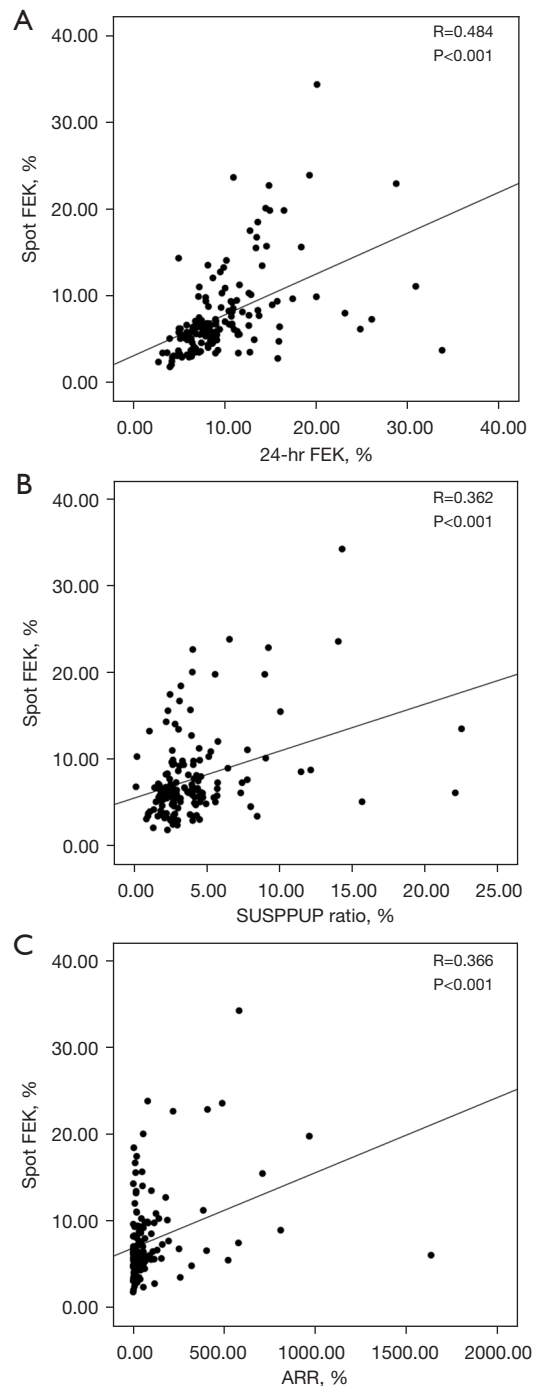 A
R=0.484
P<0.001
40.00
30.00
20.00
10.00
0.00
Spot FEK, %
0.00 10.00 20.00 30.00 40.00
24-hr FEK, %
B
R=0.362
P<0.001
40.00
30.00
20.00
10.00
0.00
Spot FEK, %
0.00 5.00 10.00 15.00 20.00 25.00
SUSPPUP ratio, %
C
R=0.366
P<0.001
40.00
30.00
20.00
10.00
0.00
Spot FEK, %
0.00 500.00 1000.00 1500.00 2000.00
ARR, %